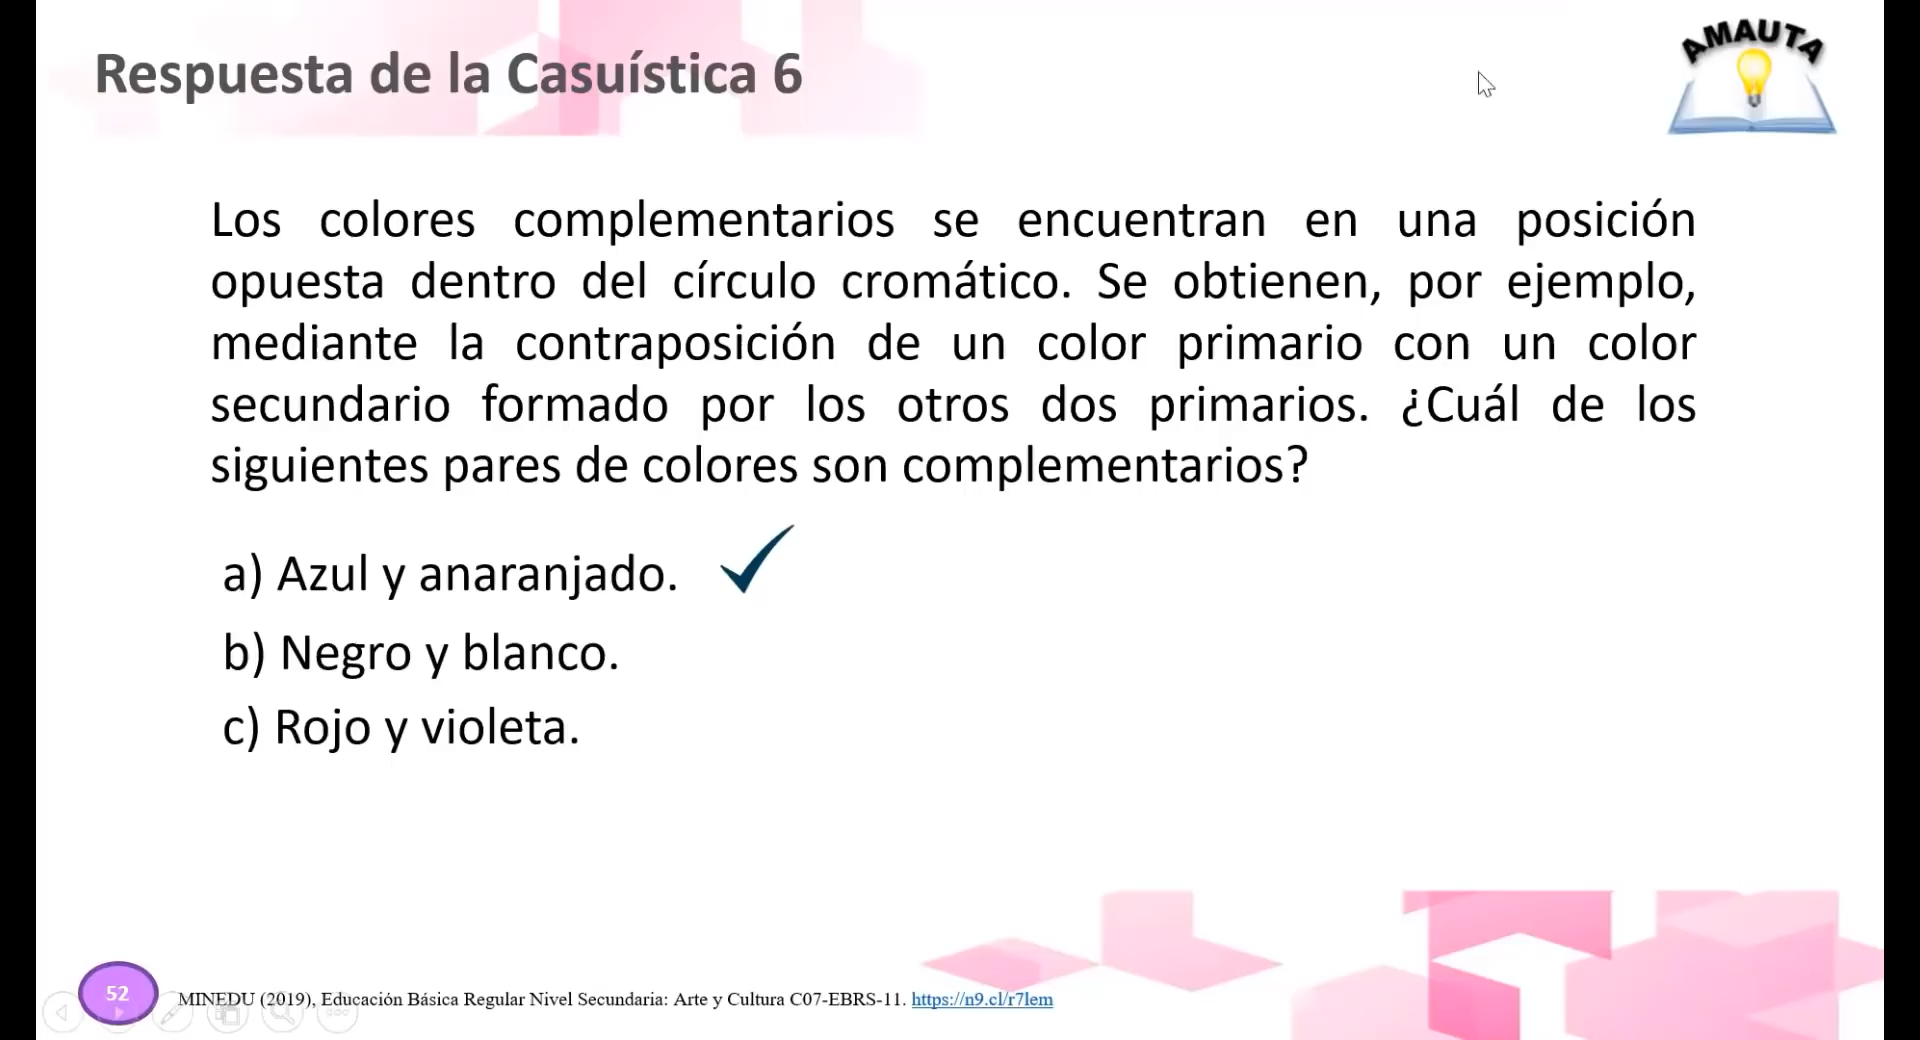 Respuesta de la Casuística 6
AMAUTA
Los colores complementarios se encuentran en una posición
opuesta dentro del círculo cromático. Se obtienen, por ejemplo,
mediante la contraposición de un color primario con un color
secundario formado por los otros dos primarios. ¿Cuál de los
siguientes pares de colores son complementarios?
a) Azul y anaranjado.
b) Negro y blanco.
c) Rojo y violeta.
52
MINEDU (2019), Educación Básica Regular Nivel Secundaria: Arte y Cultura C07-EBRS-11. https://n9.cl/r7lem